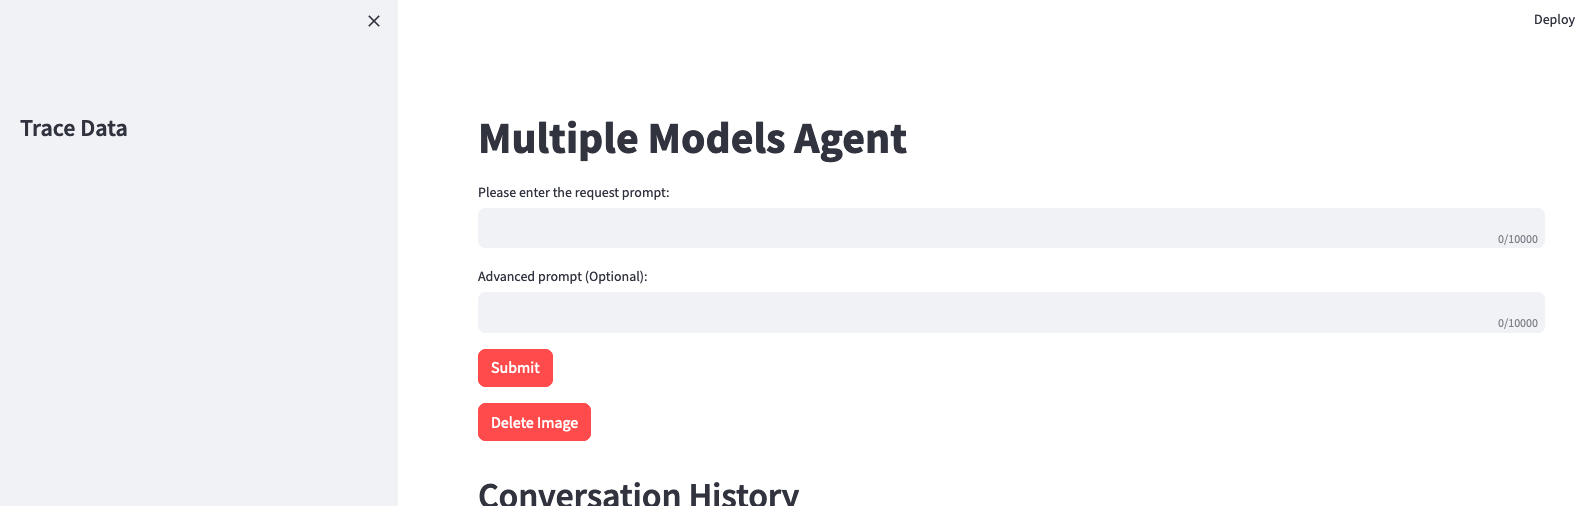 Deploy
Trace Data
Multiple Models Agent
Please enter the request prompt:
0/10000
Advanced prompt (Optional):
0/10000
Submit
Delete Image
Conversation History